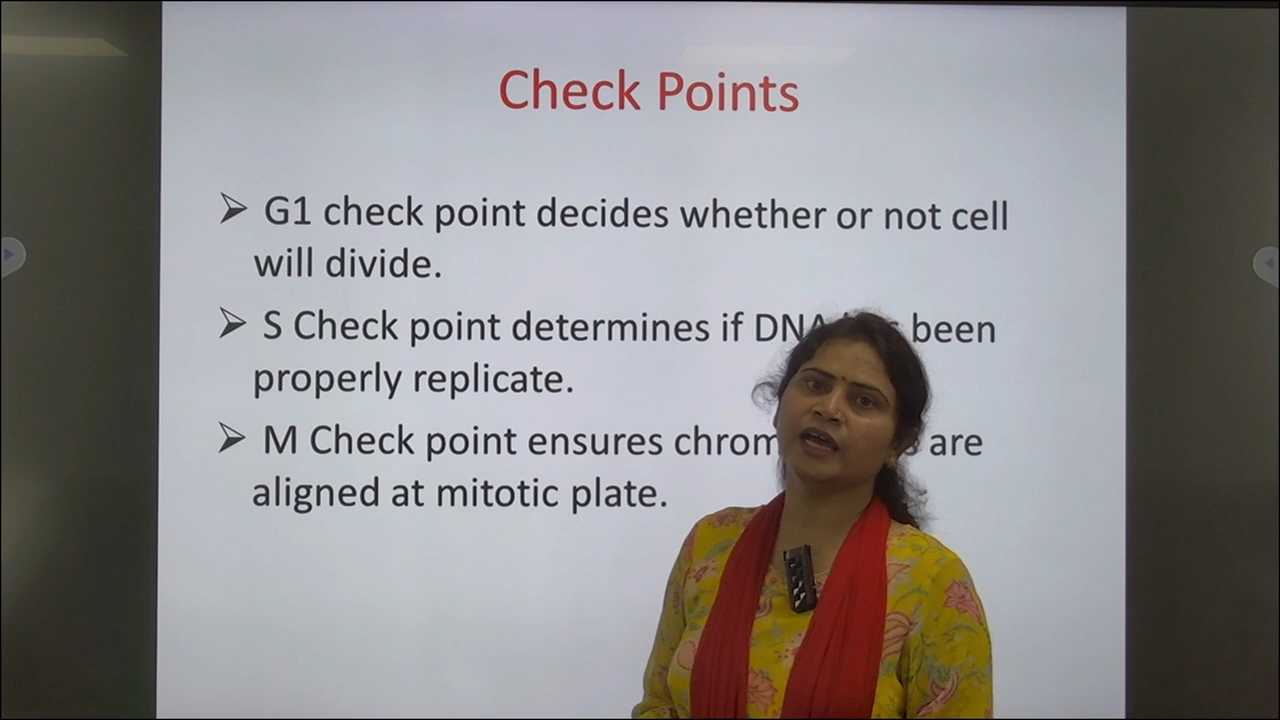 Check Points
G1 check point decides whether or not cell
will divide.
S Check point determines if DNA been
properly replicate.
M Check point ensures are
aligned at mitotic plate.